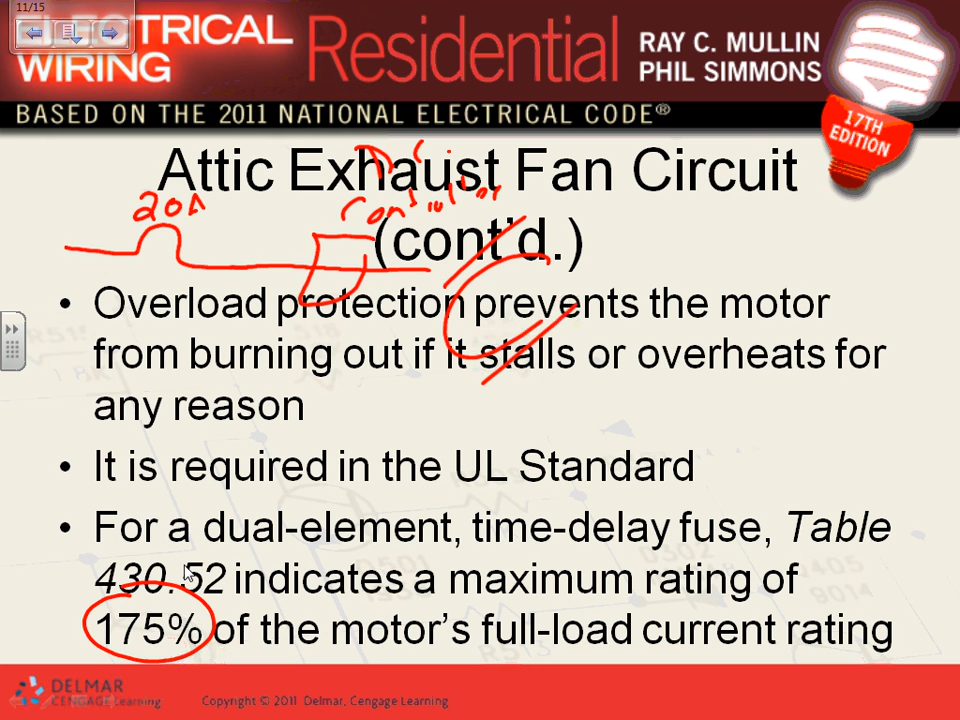 11/15
ELECTRICAL
WIRING
Residential
RAY C. MULLIN
PHIL SIMMONS
BASED ON THE 2011 NATIONAL ELECTRICAL CODE®
17TH
EDITION
Attic Exhaust Fan Circuit
(cont'd.)
20A
• Overload protection prevents the motor
from burning out if it stalls or overheats for
any reason
• It is required in the UL Standard
• For a dual-element, time-delay fuse, Table
430.52 indicates a maximum rating of
175% of the motor's full-load current rating
DELMAR
CENGAGE Learning
Copyright © 2011 Delmar, Cengage Learning